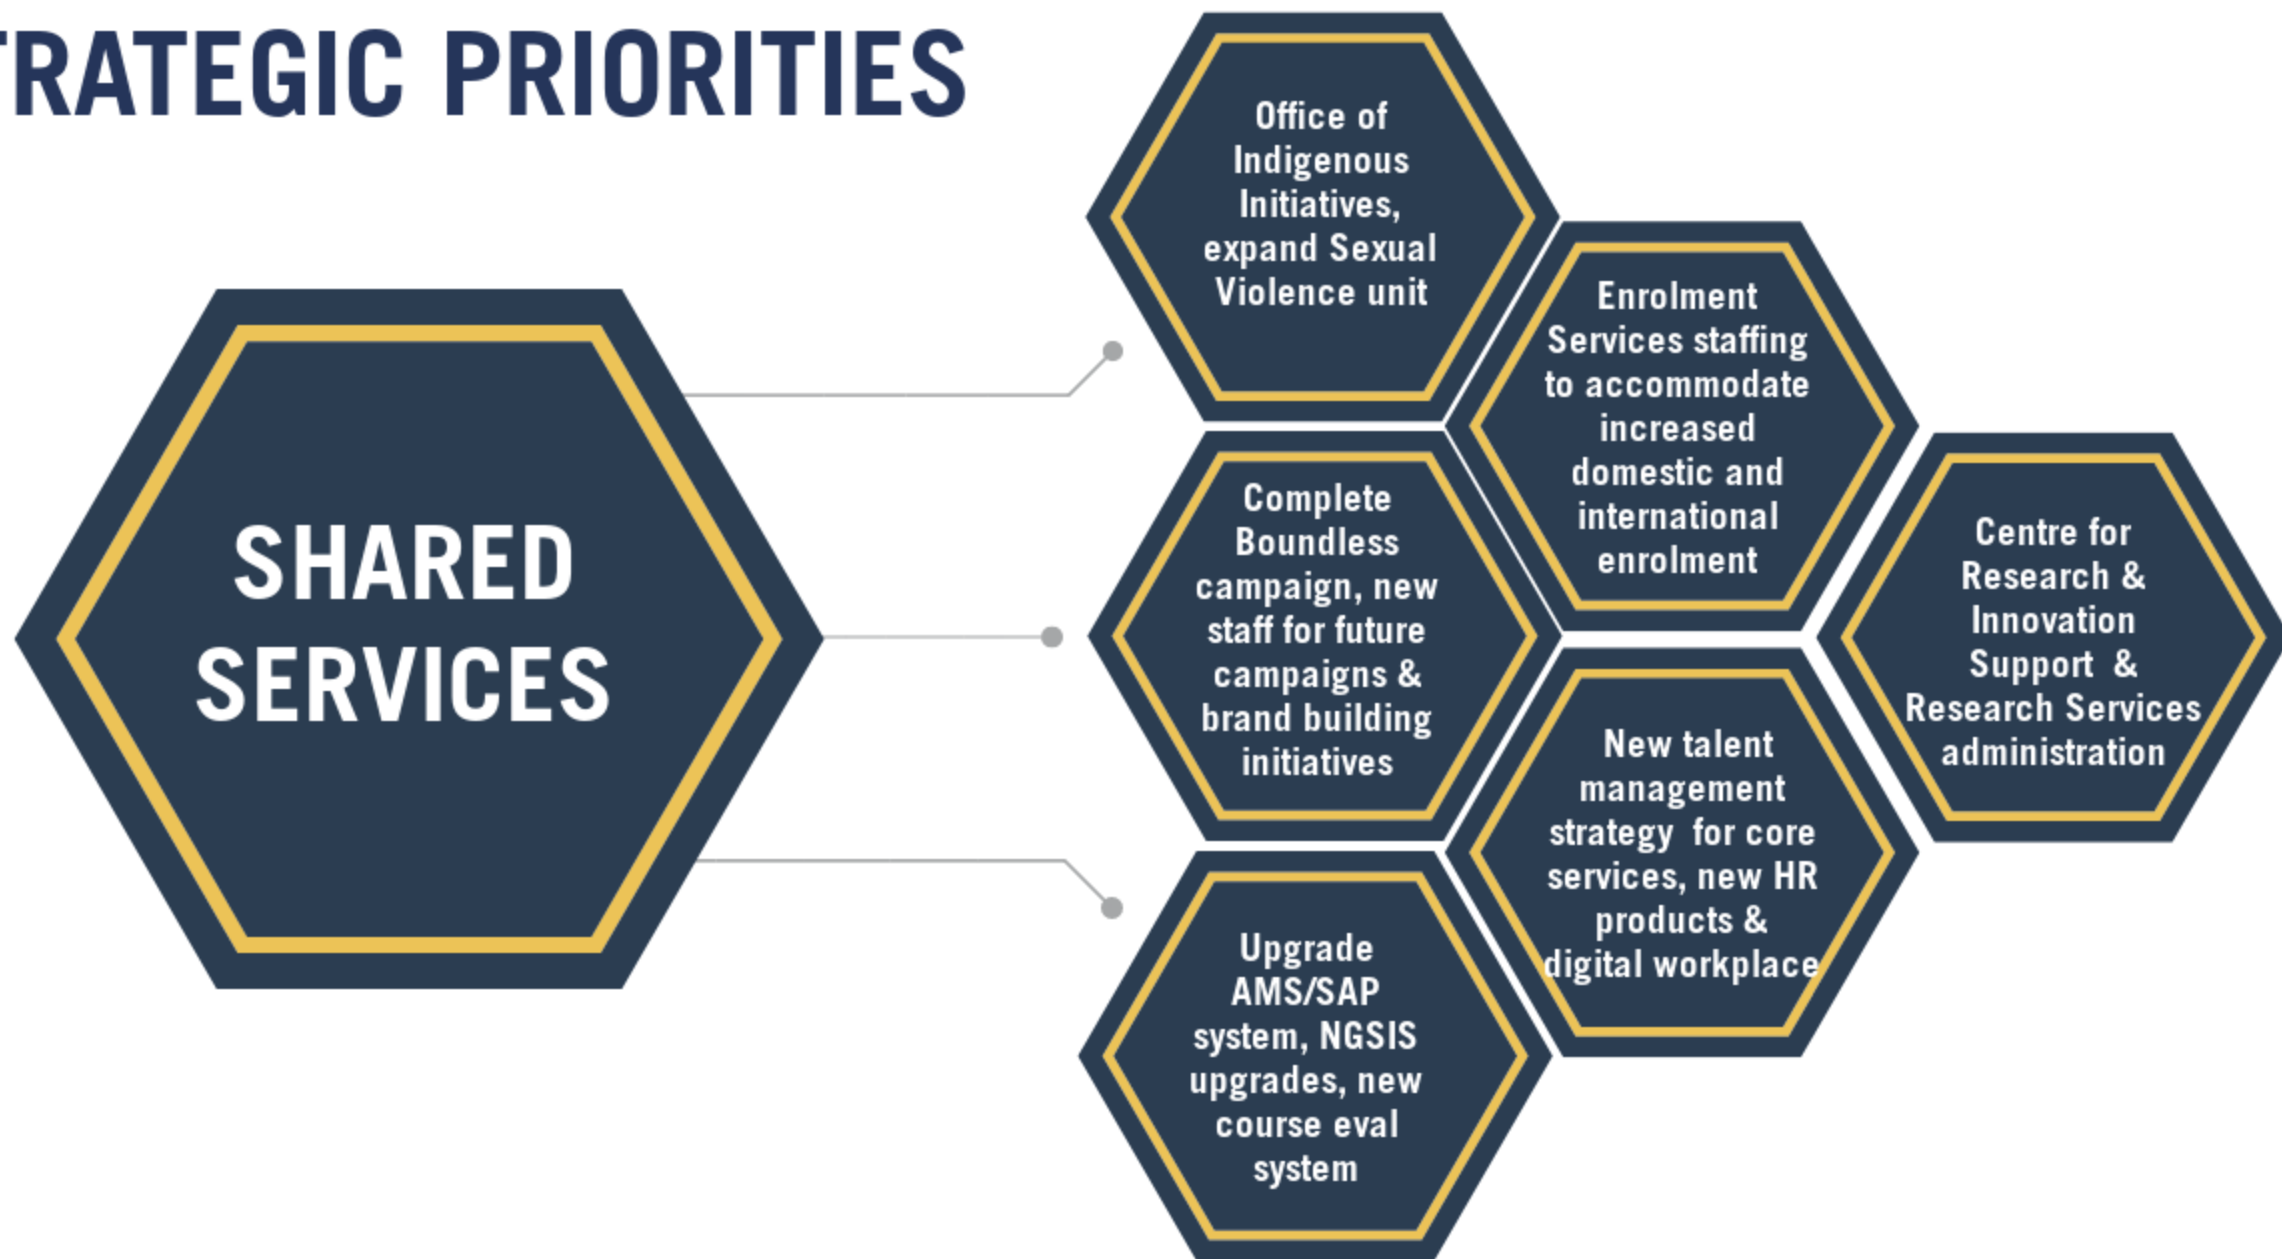 TRATEGIC PRIORITIES
SHARED
SERVICES
Office of
Indigenous
Initiatives,
expand Sexual
Violence unit
Enrolment
Services staffing
to accommodate
increased
domestic and
international
enrolment
Complete
Boundless
campaign, new
staff for future
campaigns &
brand building
initiatives
Centre for
Research &
Innovation
Support &
Research Services
administration
New talent
management
strategy for core
services, new HR
products &
digital workplace
Upgrade
AMS/SAP
system, NGSIS
upgrades, new
course eval
system